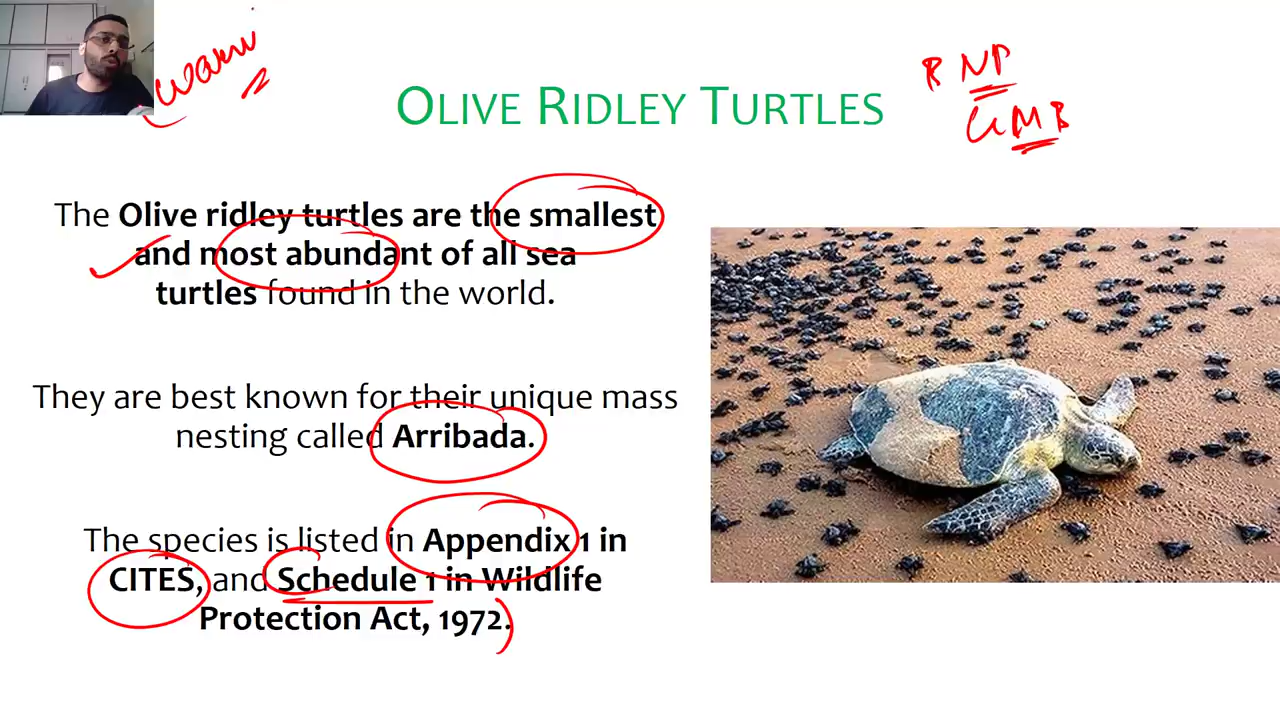 OLIVE RIDLEY TURTLES
The Olive ridley turtles are the smallest
and most abundant of all sea
turtles found in the world.
They are best known for their unique mass
nesting called Arribada.
The species is listed in Appendix 1 in
CITES, and Schedule 1 in Wildlife
Protection Act, 1972.